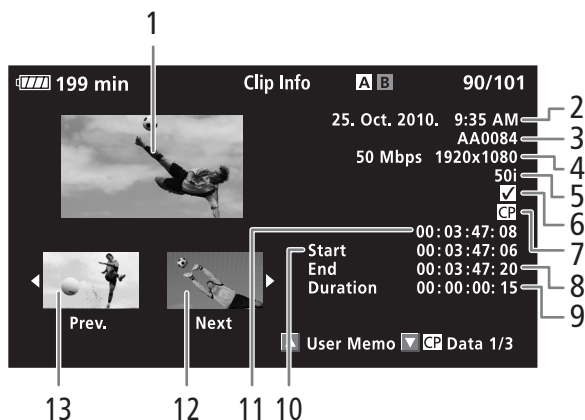 1
199 min Clip Info A B 90/101
25. Oct. 2010. 9:35 AM 2
AA0084 3
50 Mbps 1920x1080 4
50i 5
✓ 6
CP 7
11 00:03:47:08
10 Start 00:03:47:06
End 00:03:47:20 8
Duration 00:00:00:15 9
Prev. Next
User Memo CP Data 1/3
13 12 11 10